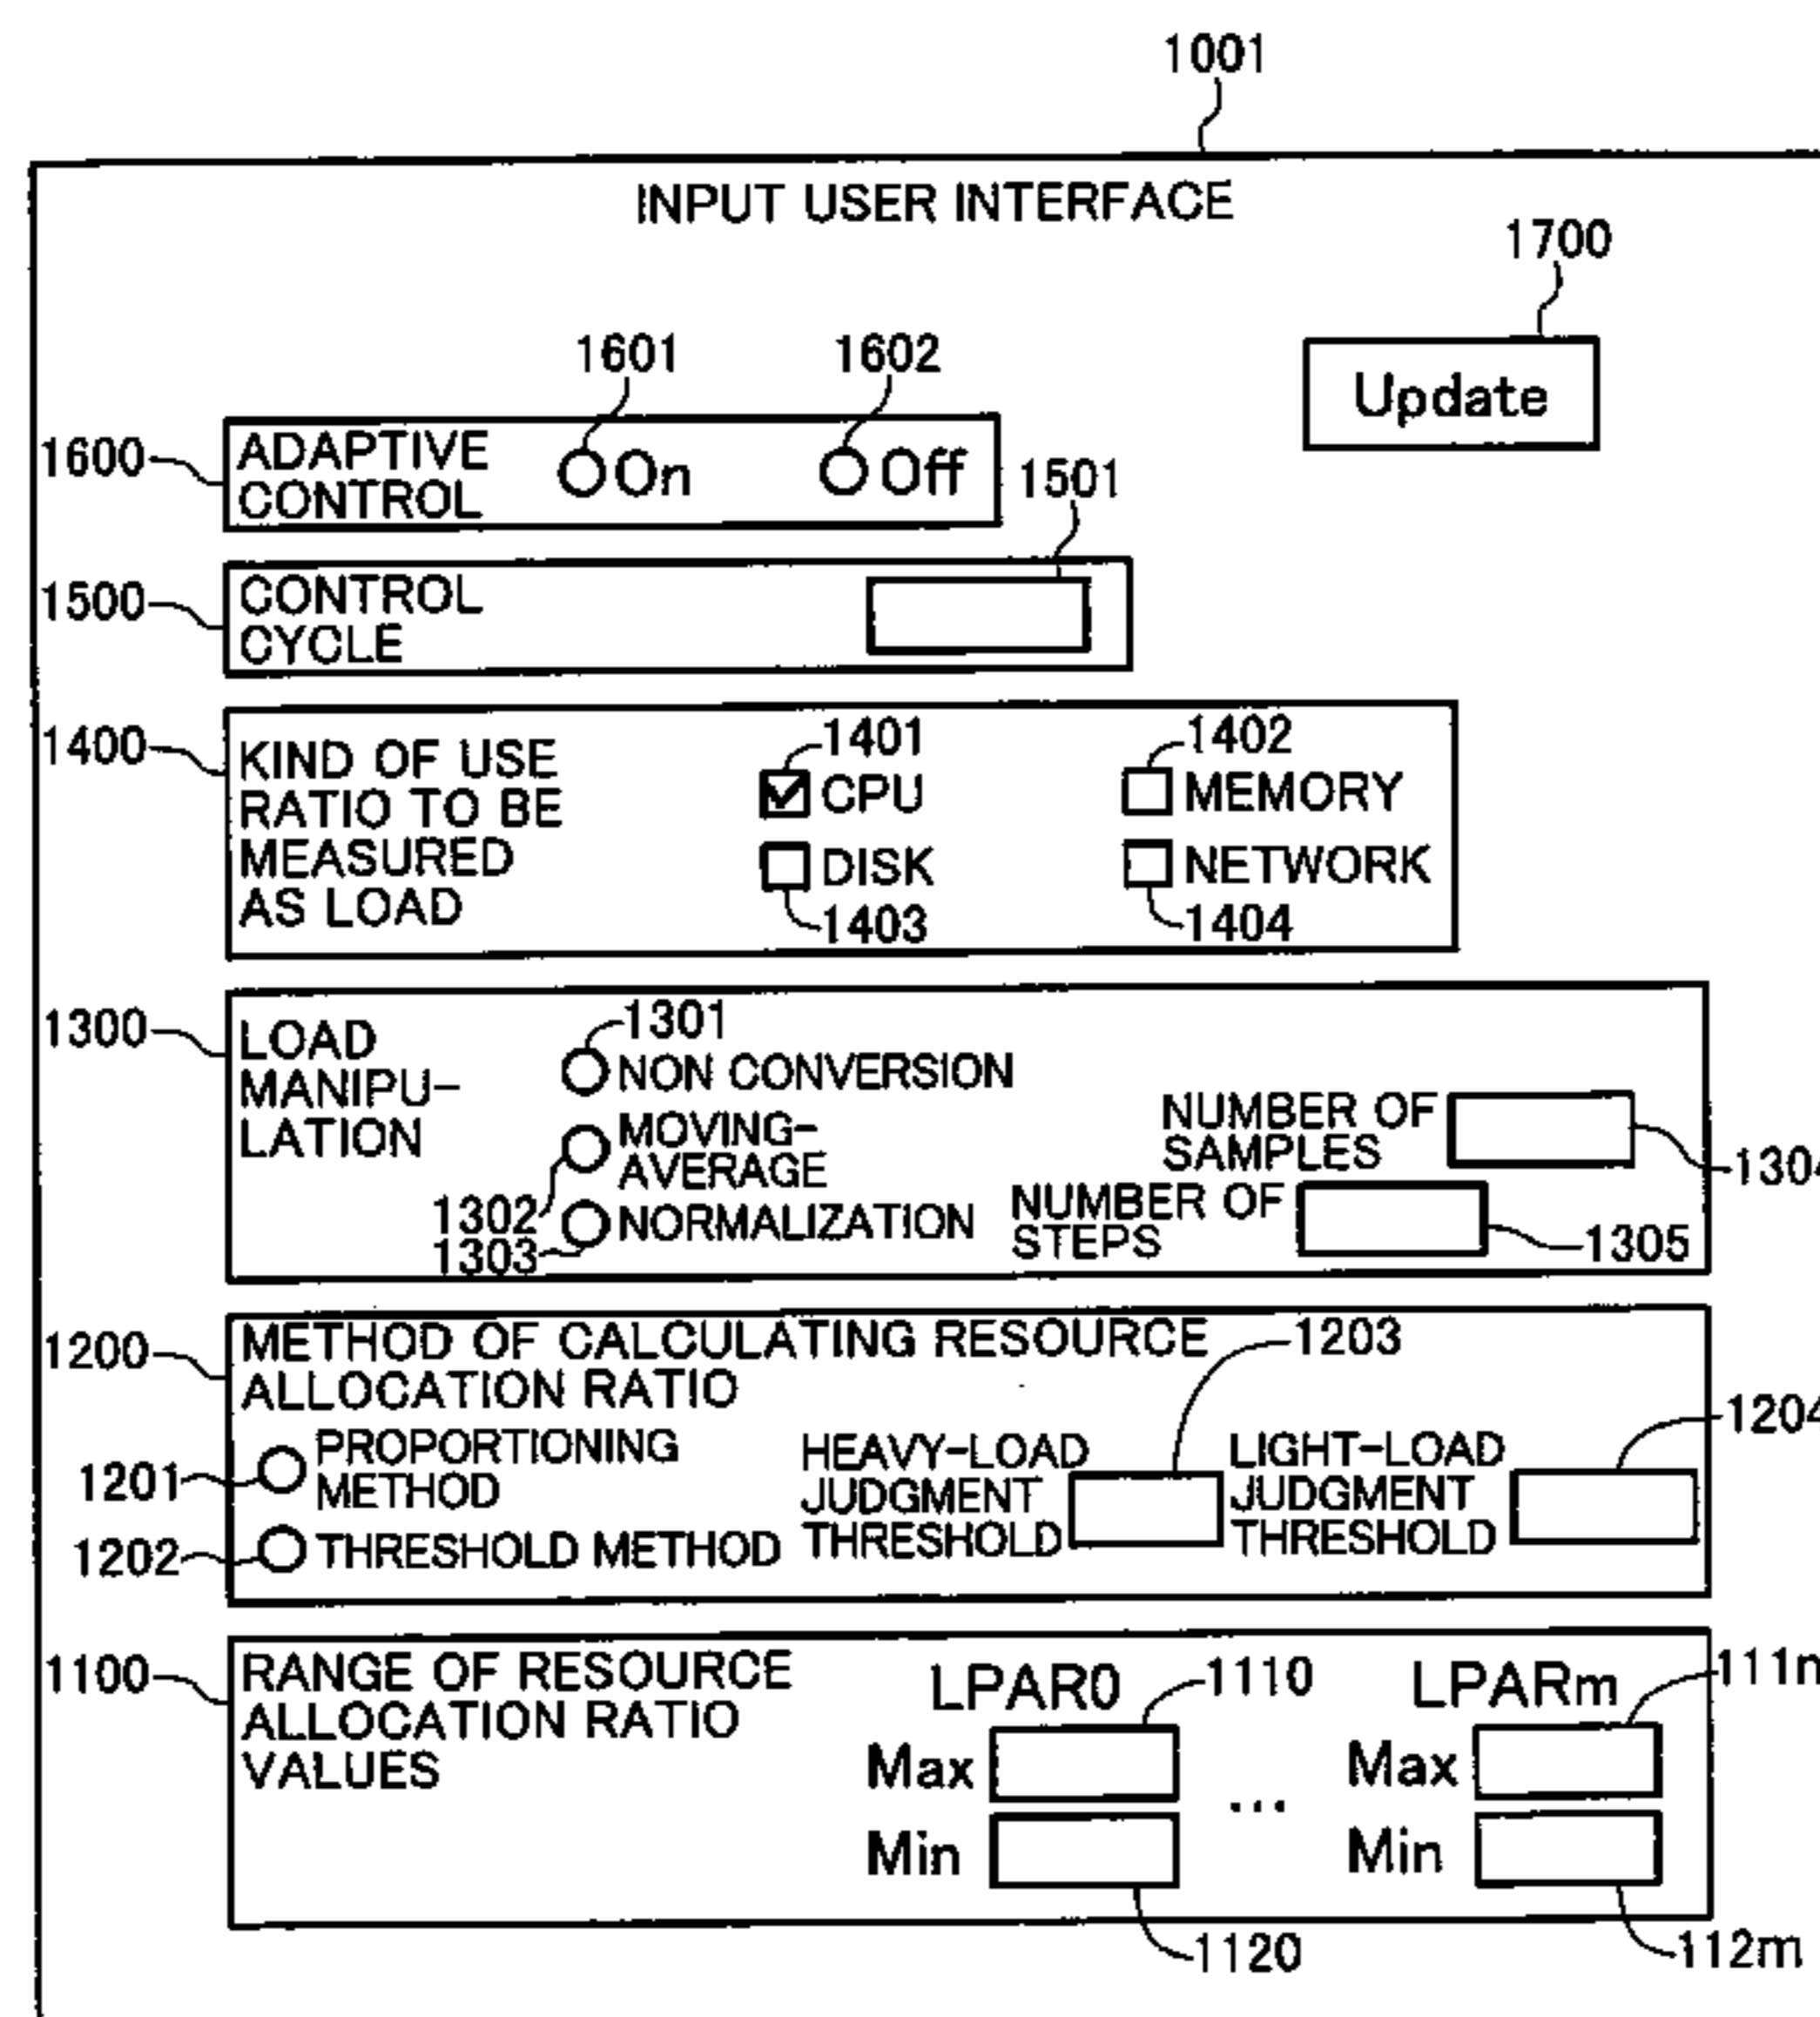 1001
INPUT USER INTERFACE
1700
Update
1601
1602
1600
ADAPTIVE
CONTROL
On
Off
1501
1500
CONTROL
CYCLE
1400
KIND OF USE
RATIO TO BE
MEASURED
AS LOAD
1401
CPU
1402
MEMORY
DISK
1403
NETWORK
1404
1300
LOAD
MANIPU-
LATION
1301
NON CONVERSION
MOVING-
AVERAGE
1302
1303
NORMALIZATION
NUMBER OF
SAMPLES
1304
NUMBER OF
STEPS
1305
1200
METHOD OF CALCULATING RESOURCE
ALLOCATION RATIO
1203
1204
1201
PROPORTIONING
METHOD
1202
THRESHOLD METHOD
HEAVY-LOAD
JUDGMENT
THRESHOLD
LIGHT-LOAD
JUDGMENT
THRESHOLD
1100
RANGE OF RESOURCE
ALLOCATION RATIO
VALUES
LPAR0
1110
Max
Min
1120
...
LPARm
Max
Min
112m